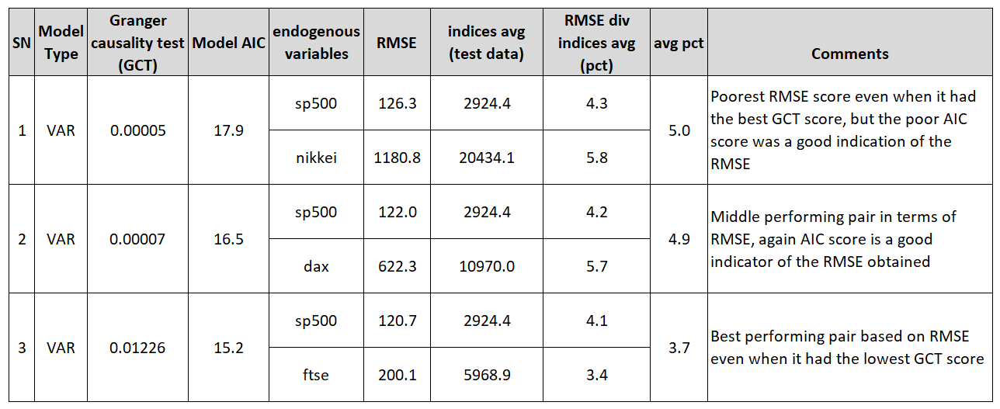 SN
Model
Type
Granger
causality test
(GCT)
Model AIC
endogenous
variables
RMSE
indices avg
(test data)
RMSE div
indices avg
(pct)
avg pct
Comments
1
VAR
0.00005
17.9
sp500
126.3
2924.4
4.3
nikkei
1180.8
20434.1
5.8
5.0
Poorest RMSE score even when it had
the best GCT score, but the poor AIC
score was a good indication of the
RMSE
2
VAR
0.00007
16.5
sp500
122.0
2924.4
4.2
dax
622.3
10970.0
5.7
4.9
Middle performing pair in terms of
RMSE, again AIC score is a good
indicator of the RMSE obtained
3
VAR
0.01226
15.2
sp500
120.7
2924.4
4.1
ftse
200.1
5968.9
3.4
3.7
Best performing pair based on RMSE
even when it had the lowest GCT score